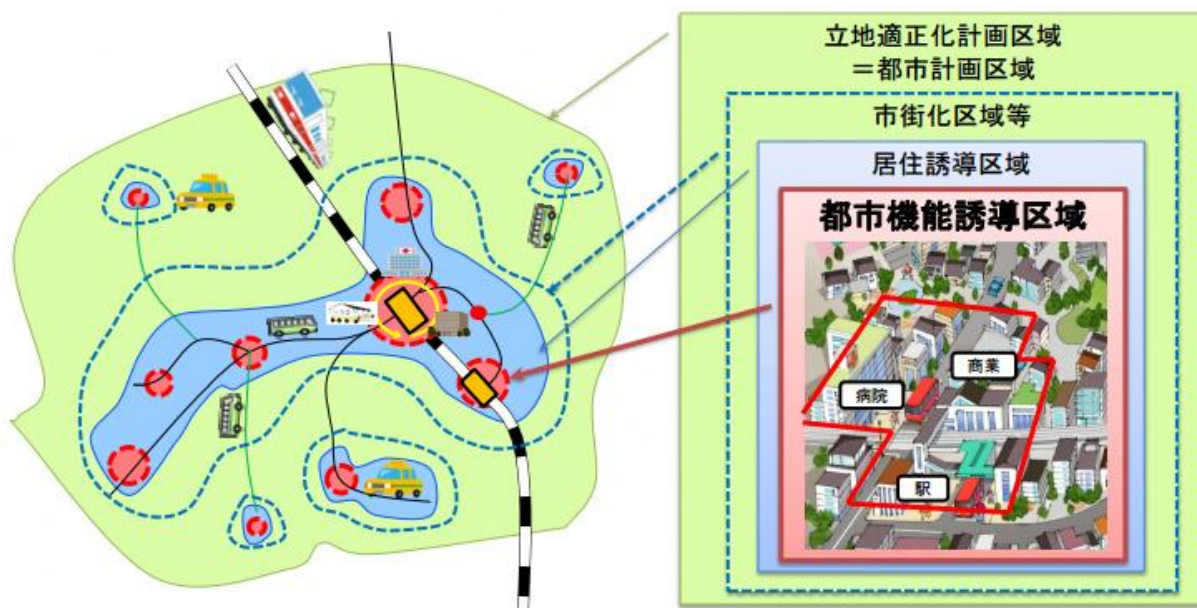 立地適正化計画区域
＝都市計画区域
市街化区域等
居住誘導区域
都市機能誘導区域
商業
病院
駅